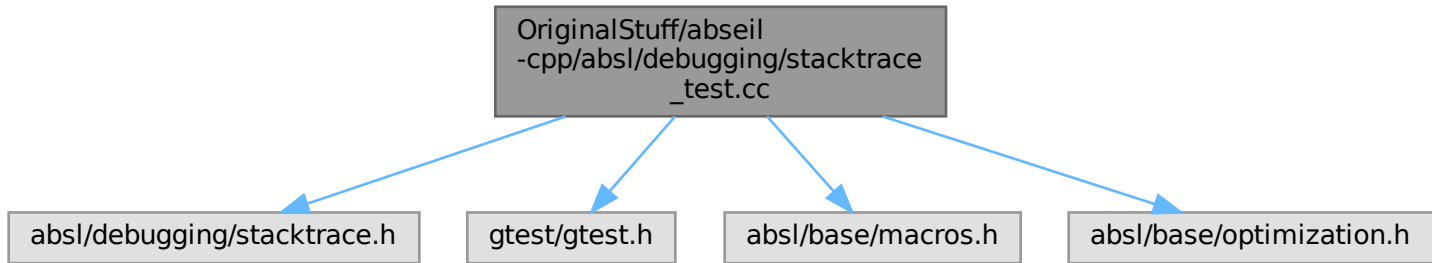 OriginalStuff/abseil
-cpp/absl/debugging/stacktrace
_test.cc
absl/debugging/stacktrace.h
gtest/gtest.h
absl/base/macros.h
absl/base/optimization.h